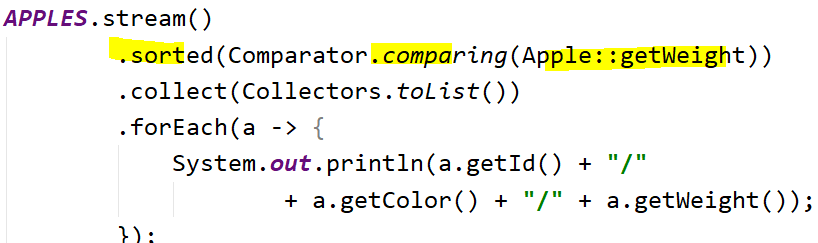 APPLES.stream()
.sorted(Comparator.comparing(Apple::getWeight))
.collect(Collectors.toList())
.forEach(a -> {
System.out.println(a.getId() + "/"
+ a.getColor() + "/" + a.getWeight());
});